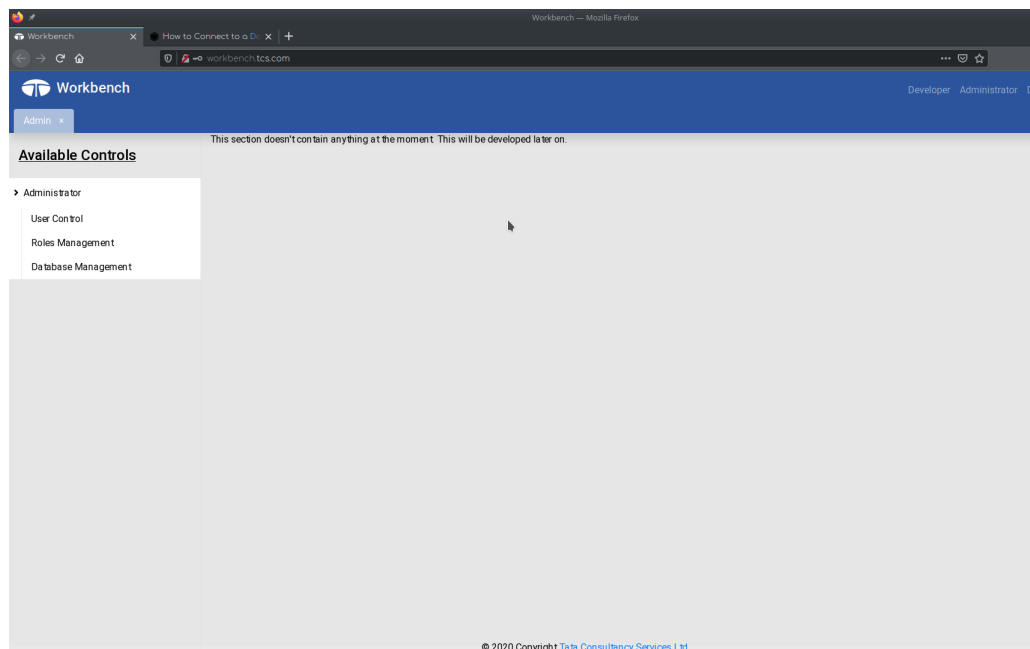 Workbench — Mozilla Firefox
Workbench
How to Connect to a Do
workbench.tcs.com
Workbench
Developer Administrator
Admin ×
This section doesn't contain anything at the moment. This will be developed later on.
Available Controls
Administrator
User Control
Roles Management
Database Management
© 2020 Copyright Tata Consultancy Services Ltd